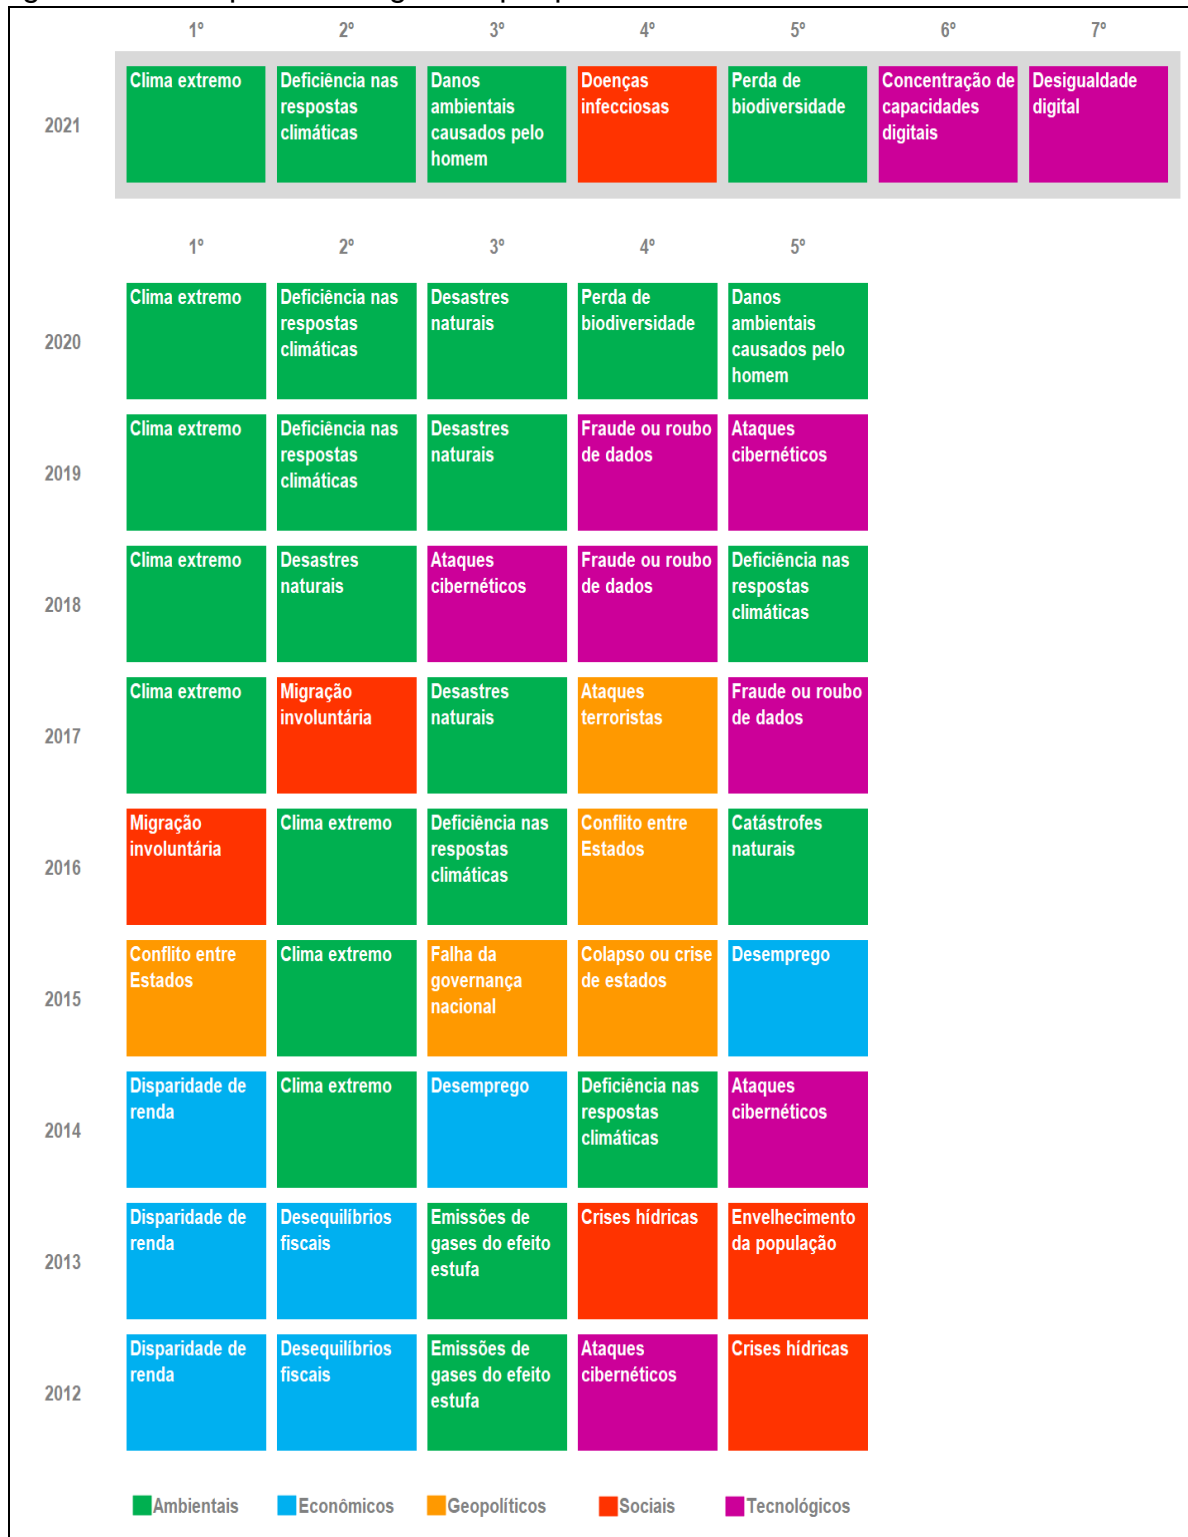 1º 2º 3º 4º 5º 6º 7º
2021
Clima extremo
Deficiência nas
respostas
climáticas
Danos
ambientais
causados pelo
homem
Doenças
infecciosas
Perda de
biodiversidade
Concentração de
capacidades
digitais
Desigualdade
digital
1º 2º 3º 4º 5º
2020
Clima extremo
Deficiência nas
respostas
climáticas
Desastres
naturais
Perda de
biodiversidade
Danos
ambientais
causados pelo
homem
2019
Clima extremo
Deficiência nas
respostas
climáticas
Desastres
naturais
Fraude ou roubo
de dados
Ataques
cibernéticos
2018
Clima extremo
Desastres
naturais
Ataques
cibernéticos
Fraude ou roubo
de dados
Deficiência nas
respostas
climáticas
2017
Clima extremo
Migração
involuntária
Desastres
naturais
Ataques
terroristas
Fraude ou roubo
de dados
2016
Migração
involuntária
Clima extremo
Deficiência nas
respostas
climáticas
Conflito entre
Estados
Catástrofes
naturais
2015
Conflito entre
Estados
Clima extremo
Falha da
governança
nacional
Colapso ou crise
de estados
Desemprego
2014
Disparidade de
renda
Clima extremo
Desemprego
Deficiência nas
respostas
climáticas
Ataques
cibernéticos
2013
Disparidade de
renda
Desequilíbrios
fiscais
Emissões de
gases do efeito
estufa
Crises hídricas
Envelhecimento
da população
2012
Disparidade de
renda
Desequilíbrios
fiscais
Emissões de
gases do efeito
estufa
Ataques
cibernéticos
Crises hídricas
Ambientais Econômicos Geopolíticos Sociais Tecnológicos